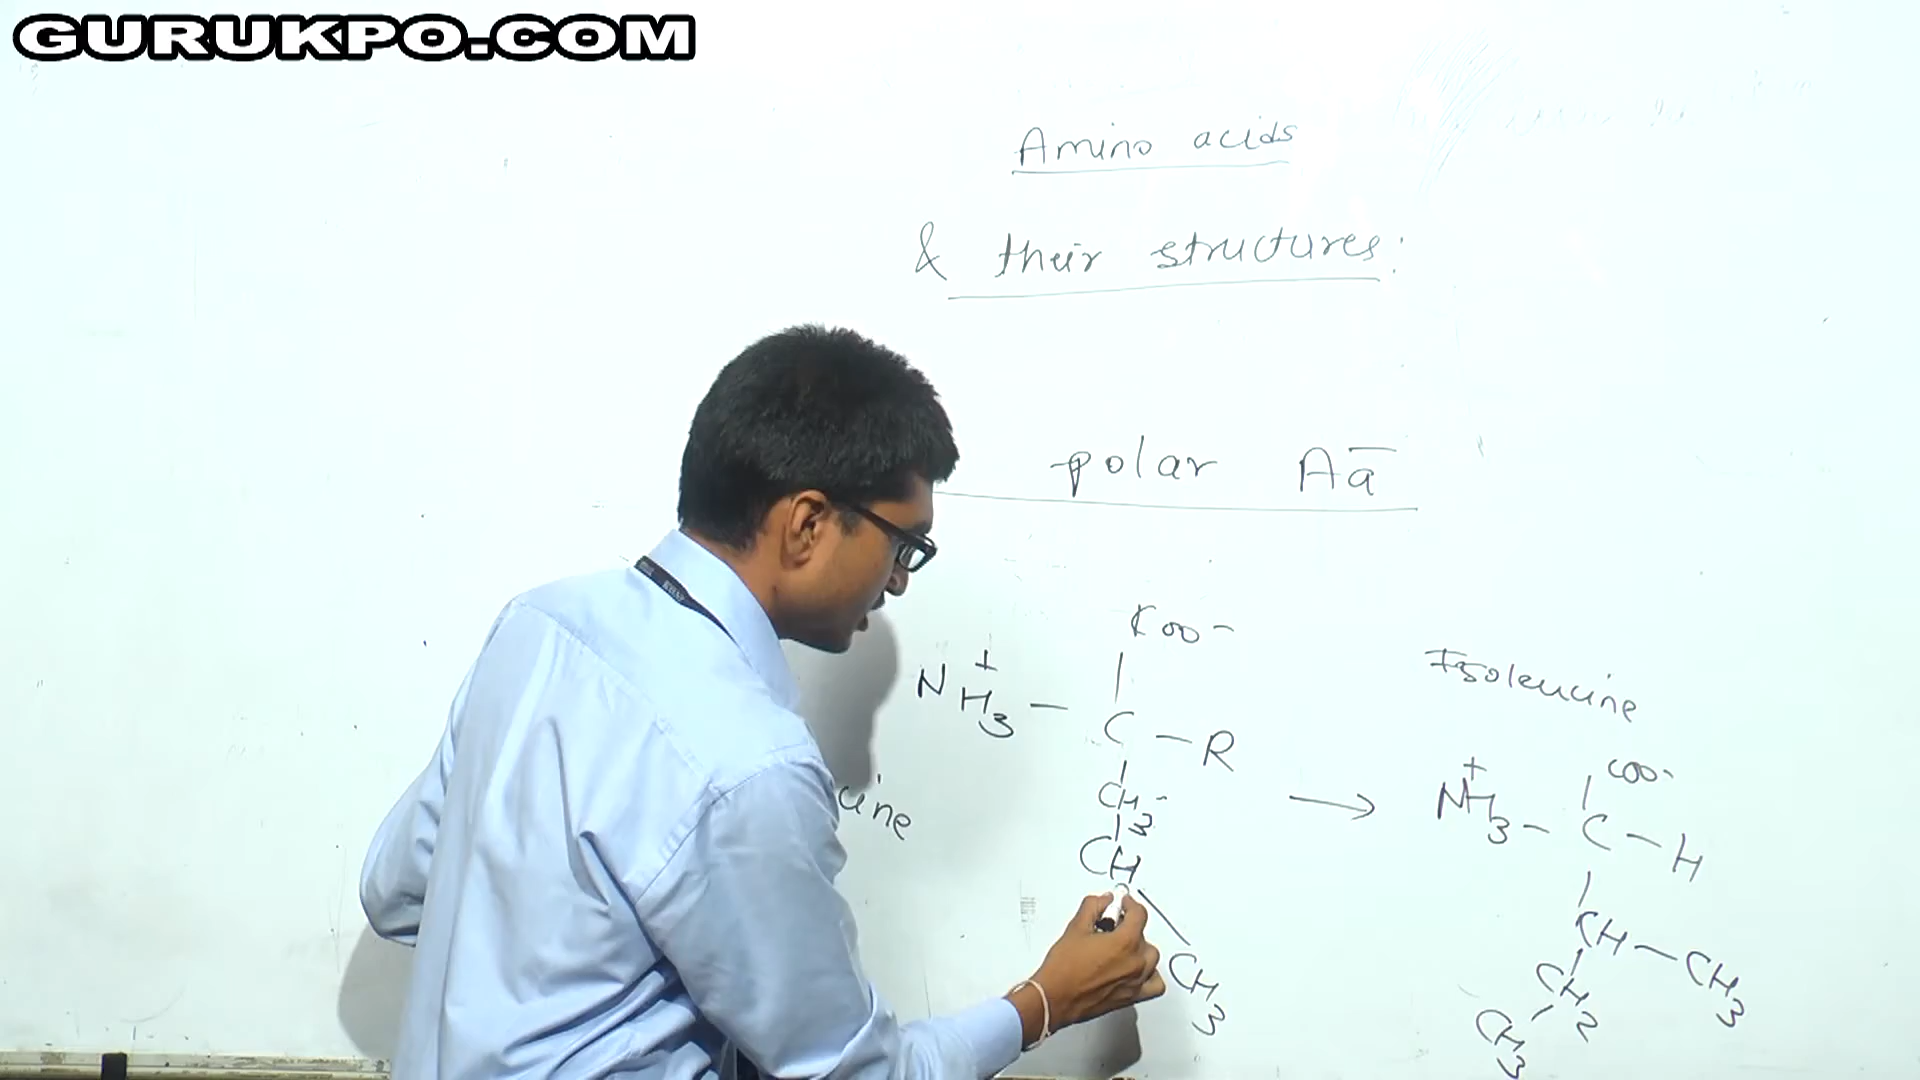 GURUKPO.COM
Amino acids
& their structures:
polar Aā
COO-
NH3+ - C - R
CH3-
CH
CH3
Isoleucine
COO-
NH3+ - C - H
CH - CH3
CH2
CH3